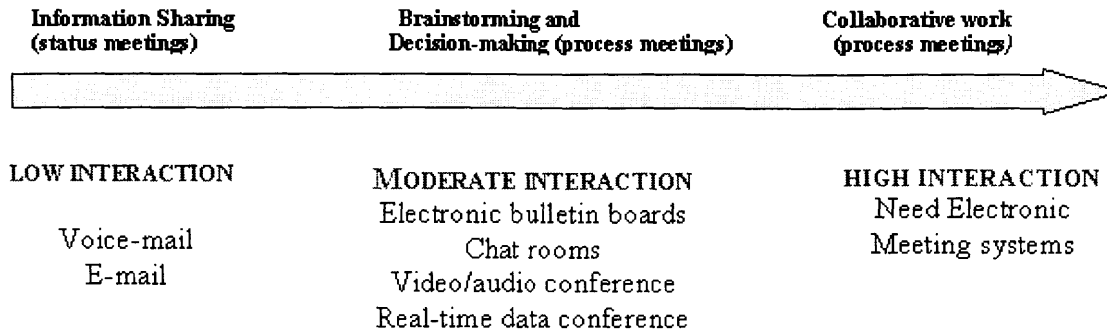 Information Sharing
(status meetings)
Brainstorming and
Decision-making (process meetings)
Collaborative work
(process meetings)
LOW INTERACTION
Voice-mail
E-mail
MODERATE INTERACTION
Electronic bulletin boards
Chat rooms
Video/audio conference
Real-time data conference
HIGH INTERACTION
Need Electronic
Meeting systems